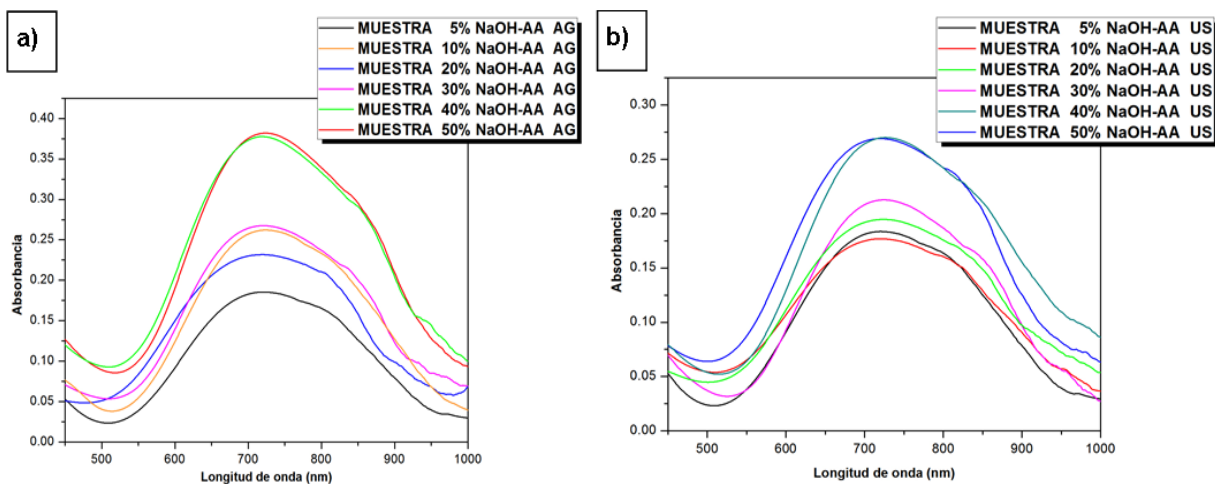 a)
MUESTRA 5% NaOH-AA AG
MUESTRA 10% NaOH-AA AG
MUESTRA 20% NaOH-AA AG
MUESTRA 30% NaOH-AA AG
MUESTRA 40% NaOH-AA AG
MUESTRA 50% NaOH-AA AG
0.40
0.35
0.30
0.25
0.20
0.15
0.10
0.05
0.00
Absorbancia
500 600 700 800 900 1000
Longitud de onda (nm)
b)
MUESTRA 5% NaOH-AA US
MUESTRA 10% NaOH-AA US
MUESTRA 20% NaOH-AA US
MUESTRA 30% NaOH-AA US
MUESTRA 40% NaOH-AA US
MUESTRA 50% NaOH-AA US
0.30
0.25
0.20
0.15
0.10
0.05
0.00
Absorbancia
500 600 700 800 900 1000
Longitud de onda (nm)